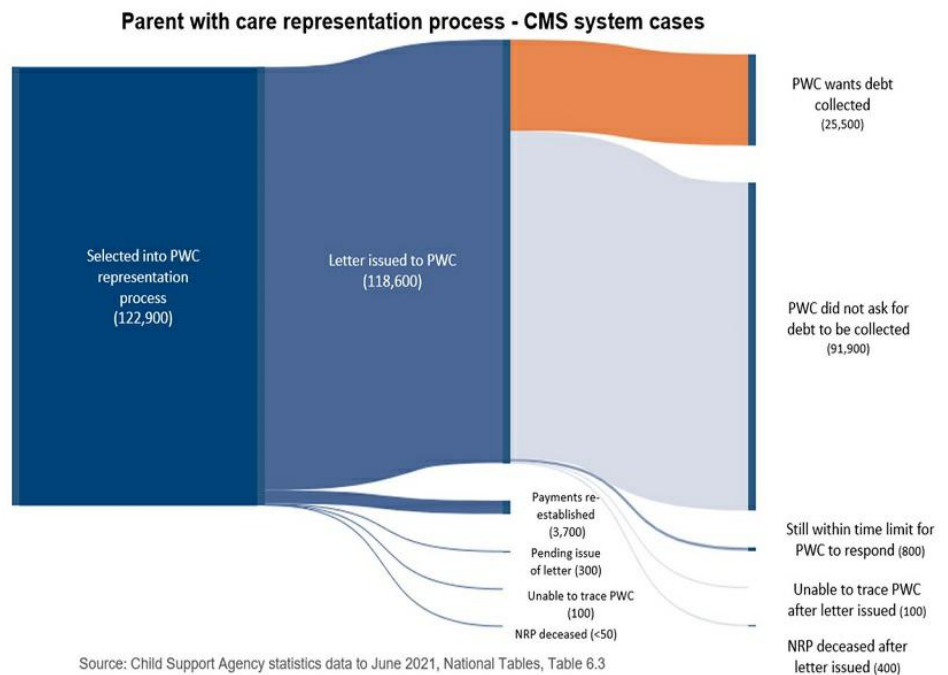 Parent with care representation process - CMS system cases
Selected into PWC
representation
process
(122,900)
Letter issued to PWC
(118,600)
PWC wants debt
collected
(25,500)
PWC did not ask for
debt to be collected
(91,900)
Payments re-
established
(3,700)
Pending issue
of letter (300)
Unable to trace PWC
(100)
NRP deceased (<50)
Still within time limit for
PWC to respond (800)
Unable to trace PWC
after letter issued (100)
NRP deceased after
letter issued (400)
Source: Child Support Agency statistics data to June 2021, National Tables, Table 6.3